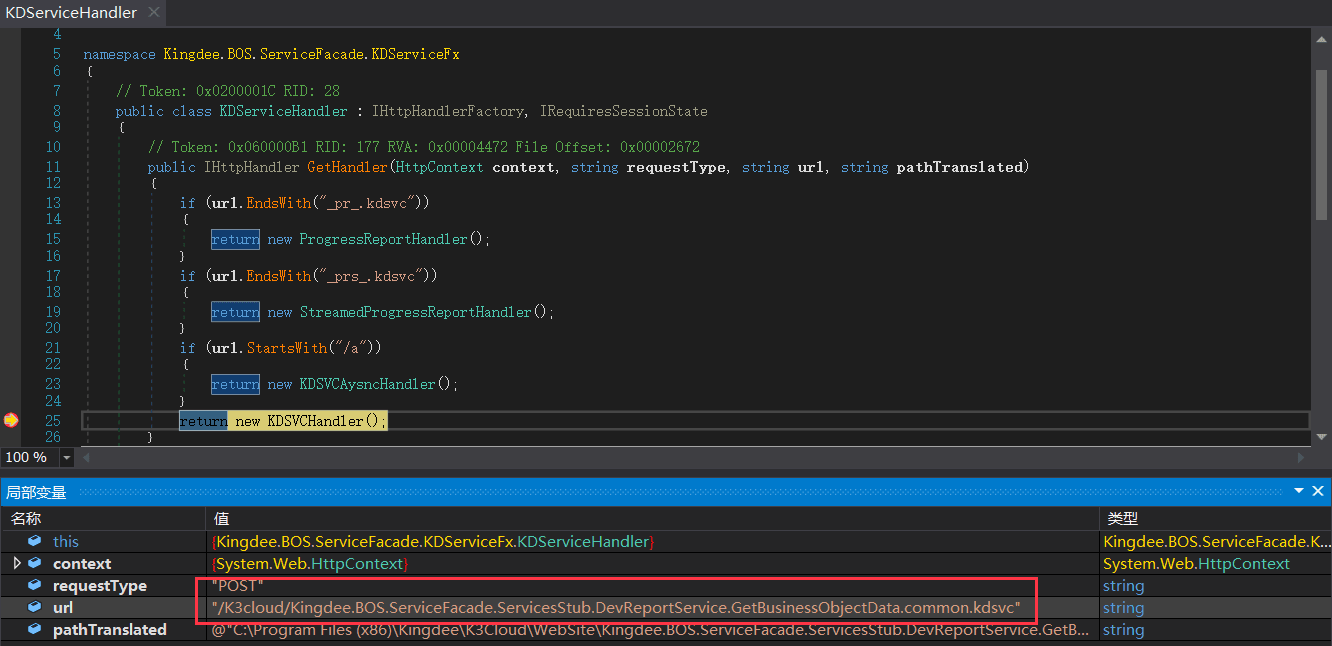 KDServiceHandler
4
5 namespace Kingdee.BOS.ServiceFacade.KDServiceFx
6 {
7 // Token: 0x0200001C RID: 28
8 public class KDServiceHandler : IHttpHandlerFactory, IRequiresSessionState
9 {
10 // Token: 0x060000B1 RID: 177 RVA: 0x00004472 File Offset: 0x00002672
11 public IHttpHandler GetHandler(HttpContext context, string requestType, string url, string pathTranslated)
12 {
13 if (url.EndsWith("_pr_.kdsvc"))
14 {
15 return new ProgressReportHandler();
16 }
17 if (url.EndsWith("_prs_.kdsvc"))
18 {
19 return new StreamedProgressReportHandler();
20 }
21 if (url.StartsWith("/a"))
22 {
23 return new KDSVCAysncHandler();
24 }
25 return new KDSVCHandler();
26 }
100 %
局部变量
名称 值 类型
this {Kingdee.BOS.ServiceFacade.KDServiceFx.KDServiceHandler} Kingdee.BOS.ServiceFacade.K...
context {System.Web.HttpContext} System.Web.HttpContext
requestType "POST" string
url "/K3cloud/Kingdee.BOS.ServiceFacade.ServicesStub.DevReportService.GetBusinessObjectData.common.kdsvc" string
pathTranslated @"C:\Program Files (x86)\Kingdee\K3Cloud\WebSite\Kingdee.BOS.ServiceFacade.ServicesStub.DevReportService.GetB... string